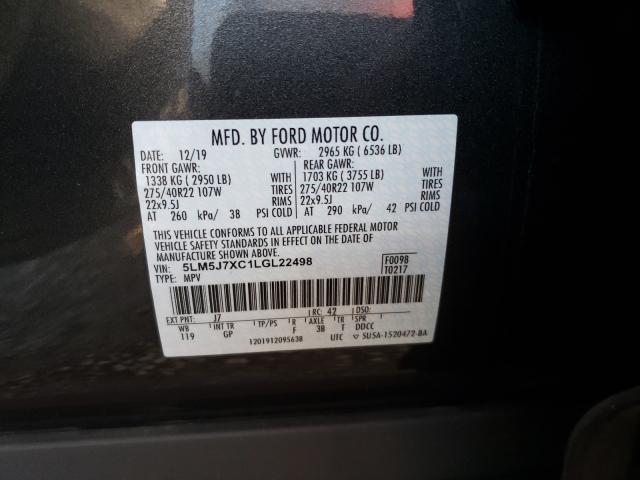 MFD. BY FORD MOTOR CO.
DATE: 12/19 GVWR: 2965 KG ( 6536 LB)
FRONT GAWR: REAR GAWR:
1338 KG ( 2950 LB) WITH 1703 KG ( 3755 LB) WITH
275/40R22 107W TIRES 275/40R22 107W TIRES
22x9.5J RIMS 22x9.5J RIMS
AT 260 kPa/ 38 PSI COLD AT 290 kPa/ 42 PSI COLD
THIS VEHICLE CONFORMS TO ALL APPLICABLE FEDERAL MOTOR
VEHICLE SAFETY STANDARDS IN EFFECT ON THE DATE OF
MANUFACTURE SHOWN ABOVE.
VIN: 5LM5J7XC1LGL22498 F0098
TYPE: MPV T0217
EXT PNT: J7 RC: 42 DSO:
WB INT TR TP/PS R AXLE TR SPR
119 GP F 3B T DDCC
1201912095638 UTC ▽ SU5A-1520472-BA